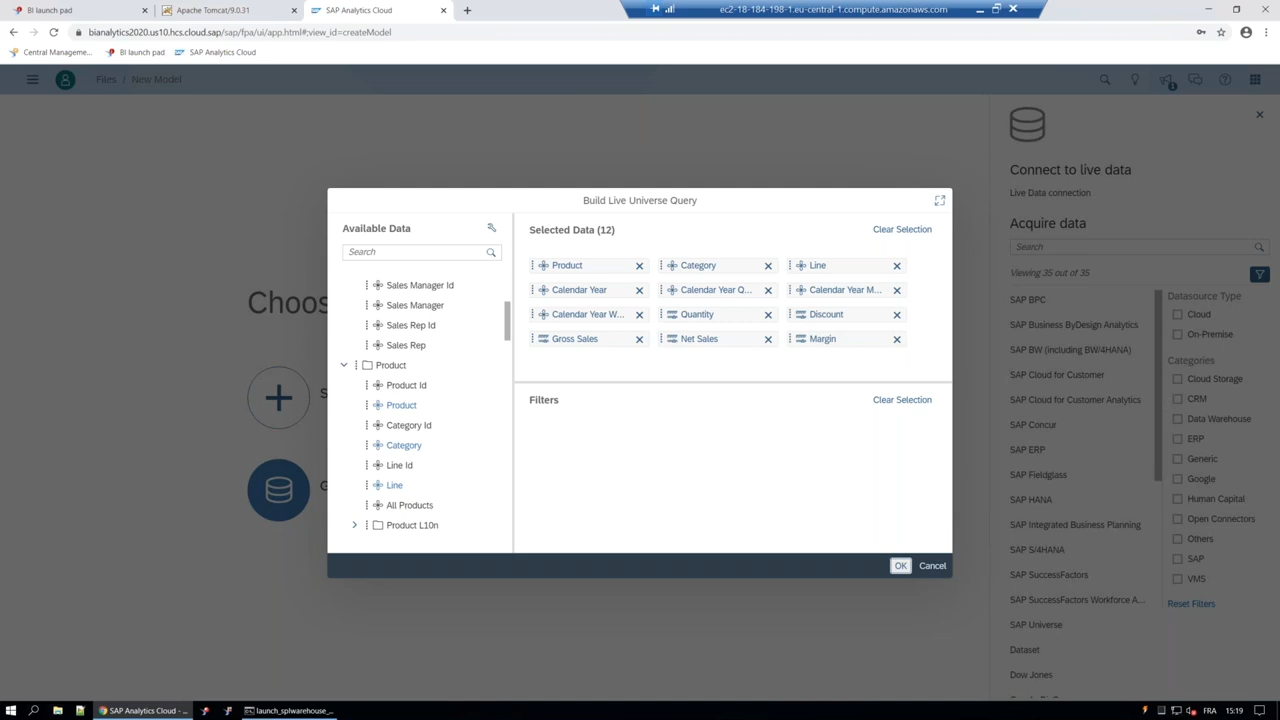 BI launch pad
Apache Tomcat/9.0.31
SAP Analytics Cloud
ec2-18-184-198-1.eu-central-1.compute.amazonaws.com
bianalytics2020.us10.hcs.cloud.sap/sap/fpa/ui/app.html#;view_id=createModel
Central Manageme...
BI launch pad
SAP Analytics Cloud
Files / New Model
1
Choos
S
G
Build Live Universe Query
Available Data
Search
Sales Manager Id
Sales Manager
Sales Rep Id
Sales Rep
Product
Product Id
Product
Category Id
Category
Line Id
Line
All Products
Product L10n
Selected Data (12)
Clear Selection
Product
Category
Line
Calendar Year
Calendar Year Q...
Calendar Year M...
Calendar Year W...
Quantity
Discount
Gross Sales
Net Sales
Margin
Filters
Clear Selection
OK
Cancel
Connect to live data
Live Data connection
Acquire data
Search
Viewing 35 out of 35
SAP BPC
SAP Business ByDesign Analytics
SAP BW (including BW/4HANA)
SAP Cloud for Customer
SAP Cloud for Customer Analytics
SAP Concur
SAP ERP
SAP Fieldglass
SAP HANA
SAP Integrated Business Planning
SAP S/4HANA
SAP SuccessFactors
SAP SuccessFactors Workforce A...
SAP Universe
Dataset
Dow Jones
Datasource Type
Cloud
On-Premise
Categories
Cloud Storage
CRM
Data Warehouse
ERP
Generic
Google
Human Capital
Open Connectors
Others
SAP
VMS
Reset Filters
SAP Analytics Cloud - ...
launch_splwarehouse_...
FRA
15:19